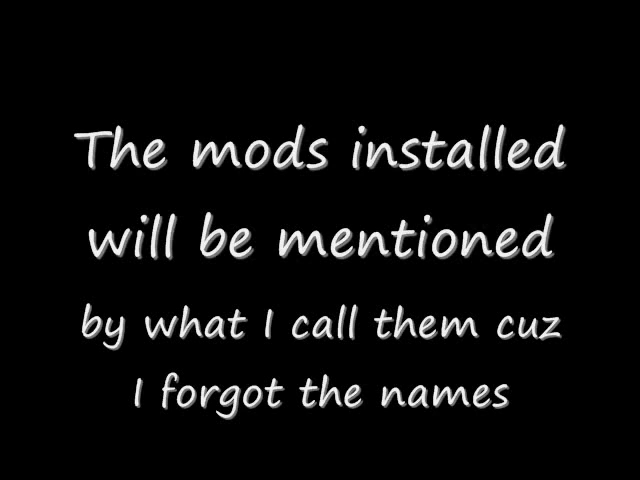 The mods installed
will be mentioned
by what I call them cuz
I forgot the names